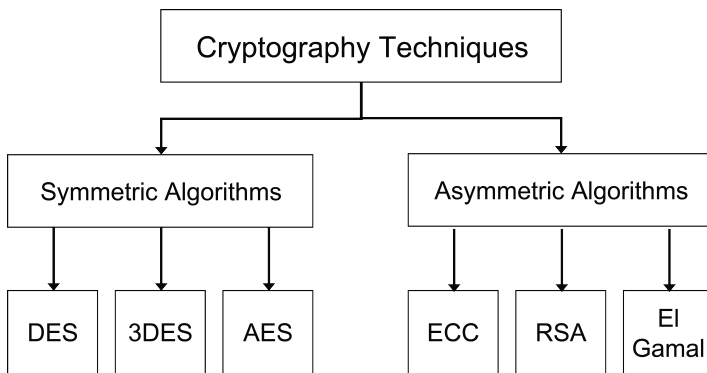 Cryptography Techniques
Symmetric Algorithms
Asymmetric Algorithms
DES
3DES
AES
ECC
RSA
El
Gamal